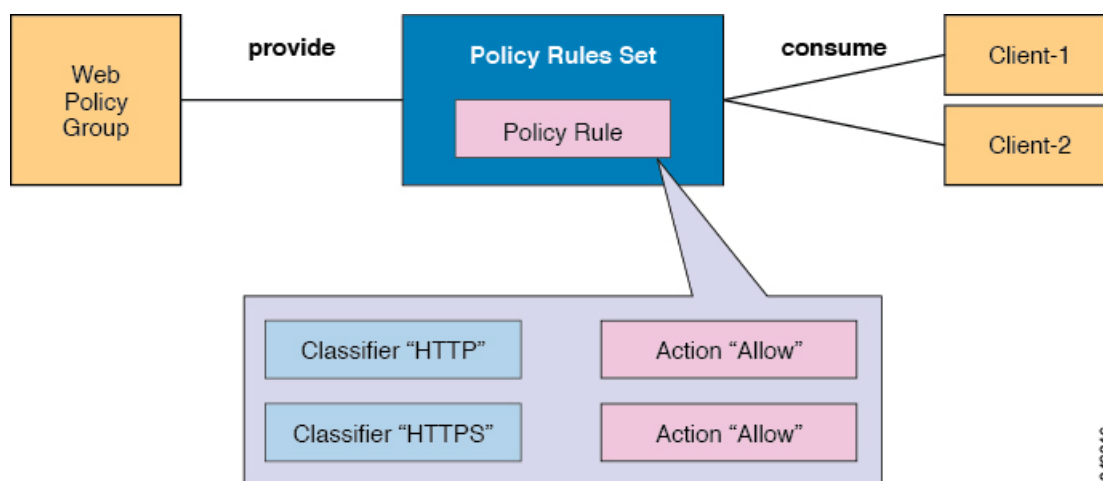 provide
Policy Rules Set
consume
Web
Policy
Group
Policy Rule
Client-1
Client-2
Classifier “HTTP”
Action “Allow”
Classifier “HTTPS”
Action “Allow”